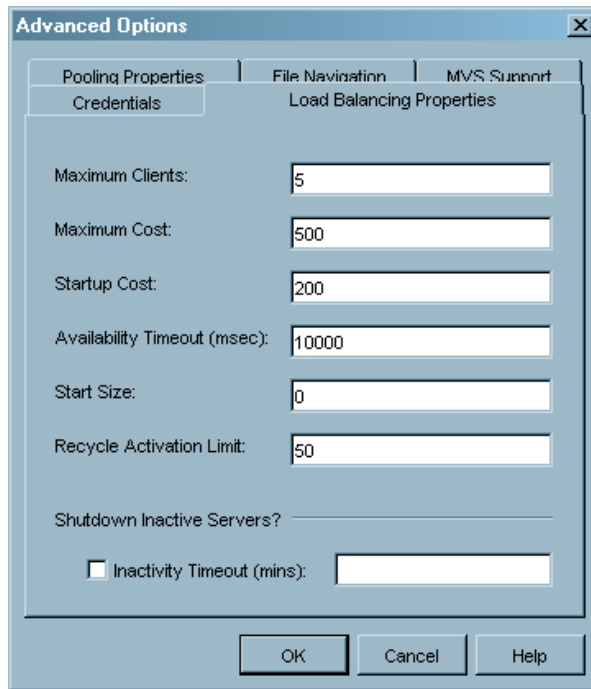 Advanced Options
Pooling Properties File Navigation MVS Support
Credentials Load Balancing Properties
Maximum Clients: 5
Maximum Cost: 500
Startup Cost: 200
Availability Timeout (msec): 10000
Start Size: 0
Recycle Activation Limit: 50
Shutdown Inactive Servers?
Inactivity Timeout (mins):
OK Cancel Help